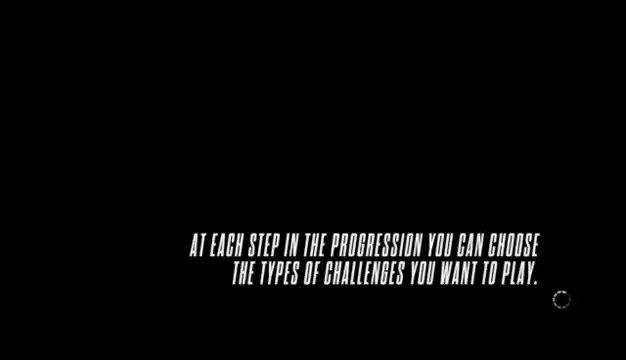 AT EACH STEP IN THE PROGRESSION YOU CAN CHOOSE
THE TYPES OF CHALLENGES YOU WANT TO PLAY.